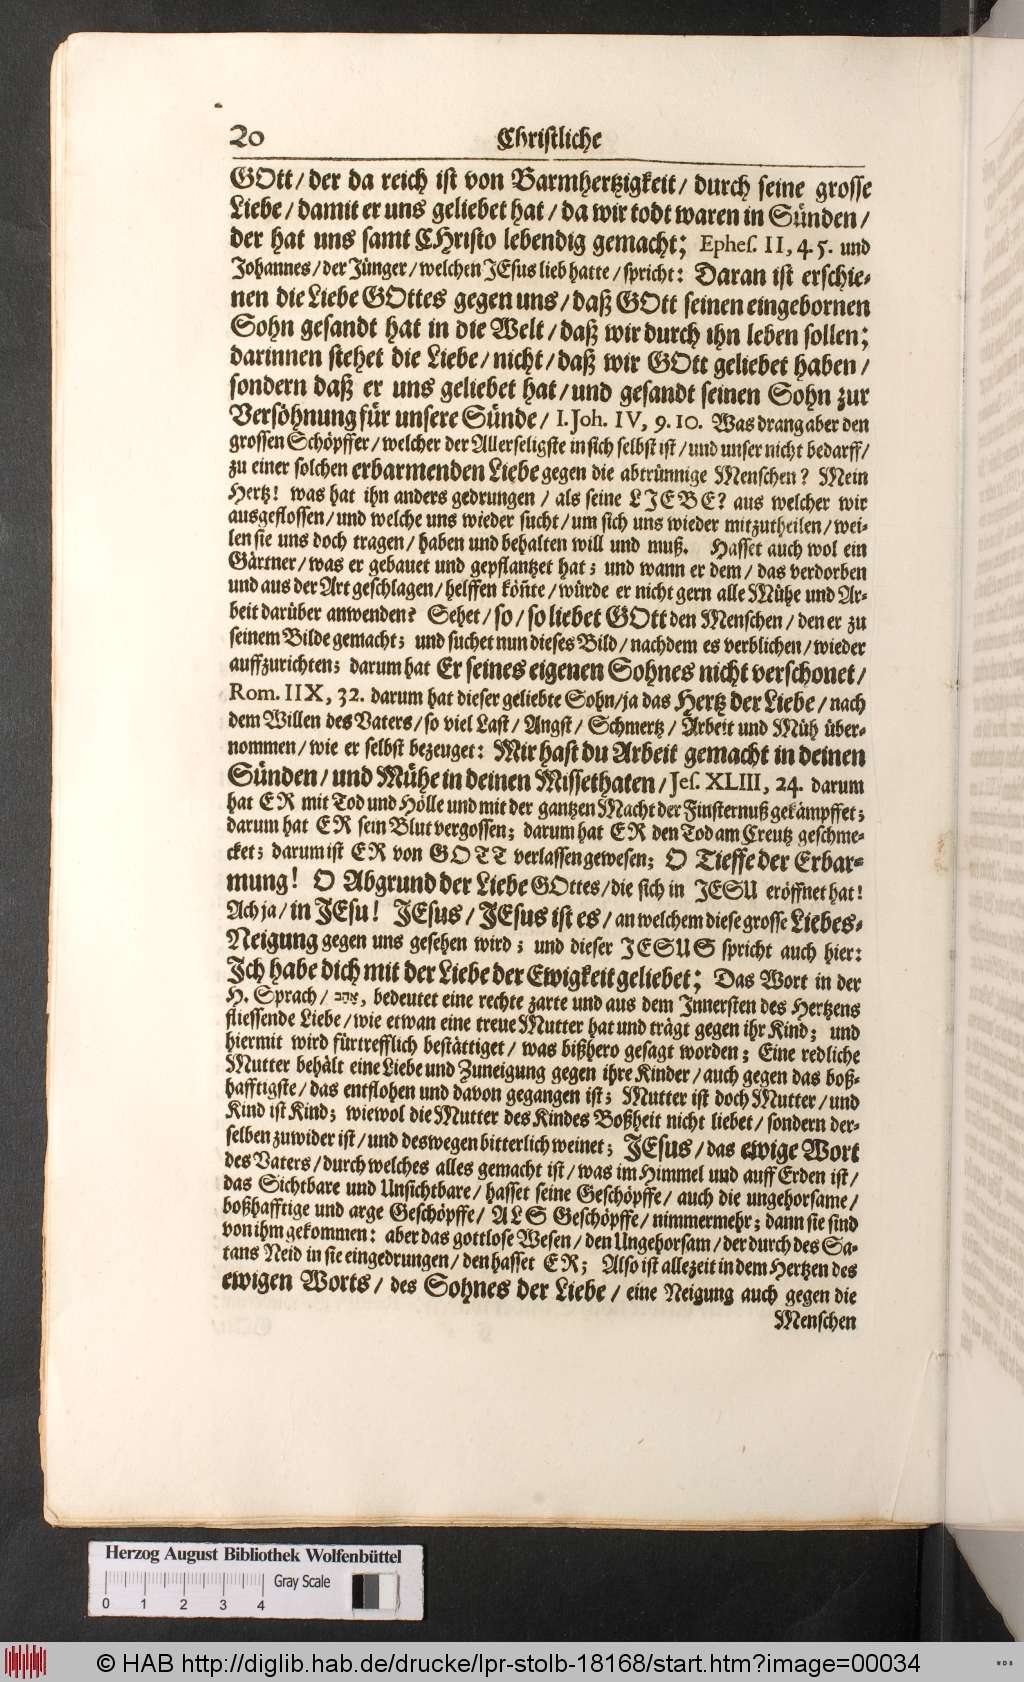 20 Christliche
GOtt/ der da reich ist von Barmhertzigkeit/ durch seine grosse
Liebe/ damit er uns geliebet hat/ da wir todt waren in Sünden/
der hat uns samt CHristo lebendig gemacht; Ephes. II, 4. 5. und
Johannes/ der Jünger/ welchen JEsus lieb hatte/ spricht: Daran ist erschie-
nen die Liebe GOttes gegen uns/ daß GOtt seinen eingebornen
Sohn gesandt hat in die Welt/ daß wir durch ihn leben sollen;
darinnen stehet die Liebe/ nicht/ daß wir GOtt geliebet haben/
sondern daß er uns geliebet hat/ und gesandt seinen Sohn zur
Versöhnung für unsere Sünde/ I. Joh. IV, 9. 10. Was drang aber den
grossen Schöpffer/ welcher der Allerseligste in sich selbst ist/ und unser nicht bedarff/
zu einer solchen erbarmenden Liebe gegen die abtrünnige Menschen? Mein
Hertz! was hat ihn anders gedrungen/ als seine LIEBE? aus welcher wir
ausgeflossen/ und welche uns wieder sucht/ um sich uns wieder mitzutheilen/ wei-
len sie uns doch tragen/ haben und behalten will und muß. Hasset auch wol ein
Gärtner/ was er gebauet und gepflantzet hat; und wann er dem/ das verdorben
und aus der Art geschlagen/ helffen köñte/ würde er nicht gern alle Mühe und Ar-
beit darüber anwenden? Sehet/ so/ so liebet GOtt den Menschen/ den er zu
seinem Bilde gemacht; und suchet nun dieses Bild/ nachdem es verblichen/ wieder
auffzurichten; darum hat Er seines eigenen Sohnes nicht verschonet/
Rom. IIX, 32. darum hat dieser geliebte Sohn/ ja das Hertz der Liebe/ nach
dem Willen des Vaters/ so viel Last/ Angst/ Schmertz/ Arbeit und Müh über-
nommen/ wie er selbst bezeuget: Mir hast du Arbeit gemacht in deinen
Sünden/ und Mühe in deinen Missethaten/ Jes. XLIII, 24. darum
hat ER mit Tod und Hölle und mit der gantzen Macht der Finsternuß gekämpffet;
darum hat ER sein Blut vergossen; darum hat ER den Tod am Creutz geschme-
cket; darum ist ER von GOTT verlassen gewesen; O Tieffe der Erbar-
mung! O Abgrund der Liebe GOttes/ die sich in JESU eröffnet hat!
Ach ja/ in JEsu! JEsus/ JEsus ist es/ an welchem diese grosse Liebes-
Neigung gegen uns gesehen wird; und dieser JESUS spricht auch hier:
Ich habe dich mit der Liebe der Ewigkeit geliebet; Das Wort in der
H. Sprach/ אהב, bedeutet eine rechte zarte und aus dem Innersten des Hertzens
fliessende Liebe/ wie etwan eine treue Mutter hat und trägt gegen ihr Kind; und
hiermit wird fürtrefflich bestättiget/ was bißhero gesagt worden; Eine redliche
Mutter behält eine Liebe und Zuneigung gegen ihre Kinder/ auch gegen das boß-
hafftigste/ das entflohen und davon gegangen ist; Mutter ist doch Mutter/ und
Kind ist Kind; wiewol die Mutter des Kindes Boßheit nicht liebet/ sondern der-
selben zuwider ist/ und deswegen bitterlich weinet; JEsus/ das ewige Wort
des Vaters/ durch welches alles gemacht ist/ was im Himmel und auff Erden ist/
das Sichtbare und Unsichtbare/ hasset seine Geschöpffe/ auch die ungehorsame/
boßhafftige und arge Geschöpffe/ ALS Geschöpffe/ nimmermehr; dann sie sind
von ihm gekommen: aber das gottlose Wesen/ den Ungehorsam/ der durch des Sa-
tans Neid in sie eingedrungen/ den hasset ER; Also ist allezeit in dem Hertzen des
ewigen Worts/ des Sohnes der Liebe/ eine Neigung auch gegen die
Menschen
Herzog August Bibliothek Wolfenbüttel
Gray Scale
0 1 2 3 4
© HAB http://diglib.hab.de/drucke/lpr-stolb-18168/start.htm?image=00034